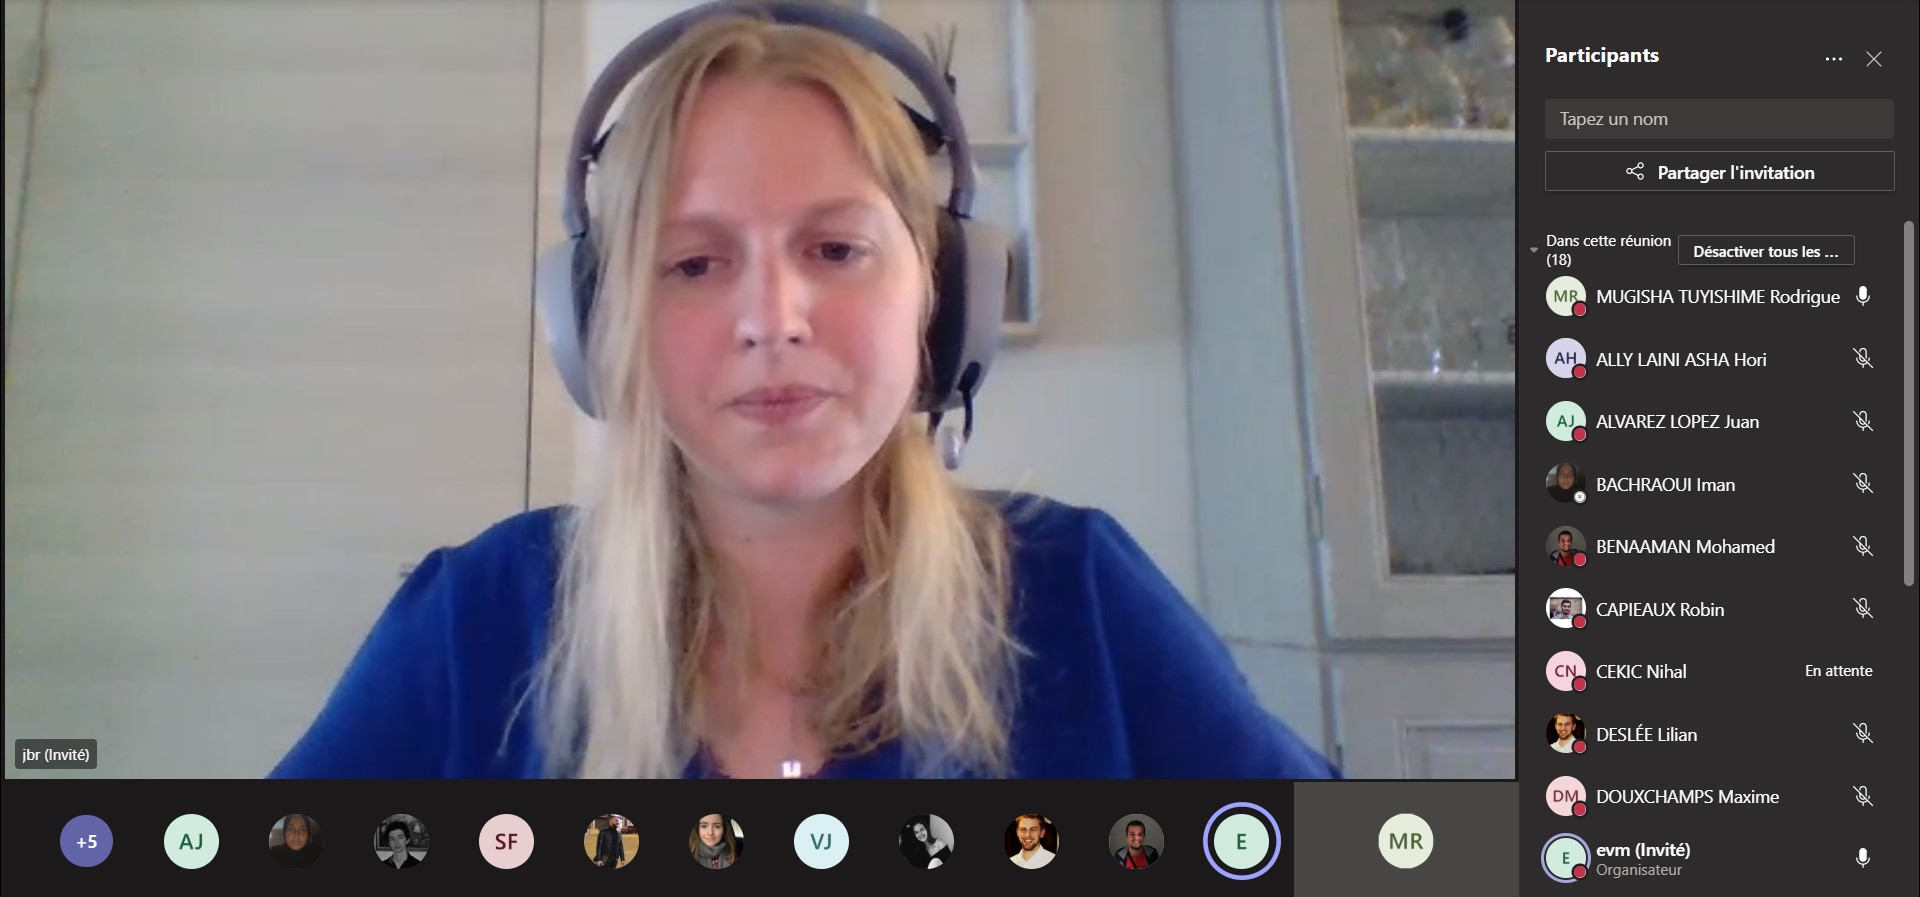 jbr (Invité)
+5
AJ
SF
VJ
E
MR
Participants
Tapez un nom
Partager l'invitation
Dans cette réunion
(18)
Désactiver tous les ...
MR MUGISHA TUYISHIME Rodrigue
AH ALLY LAINI ASHA Hori
AJ ALVAREZ LOPEZ Juan
BACHRAOUI Iman
BENAAMAN Mohamed
CAPIEAUX Robin
CN CEKIC Nihal En attente
DESLÉE Lilian
DM DOUXCHAMPS Maxime
E evm (Invité)
Organisateur